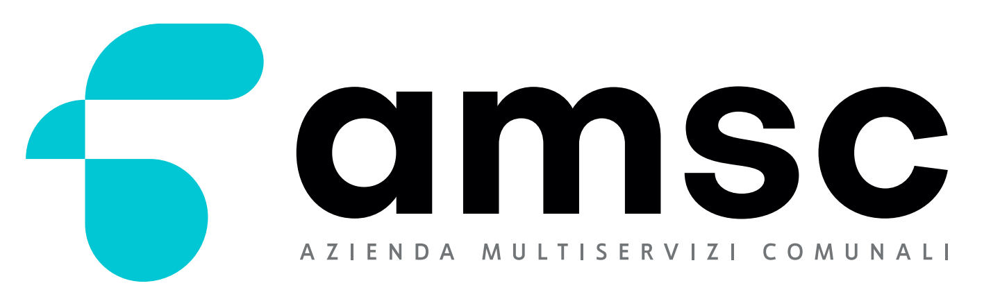 amsc
AZIENDA MULTISERVIZI COMUNALI